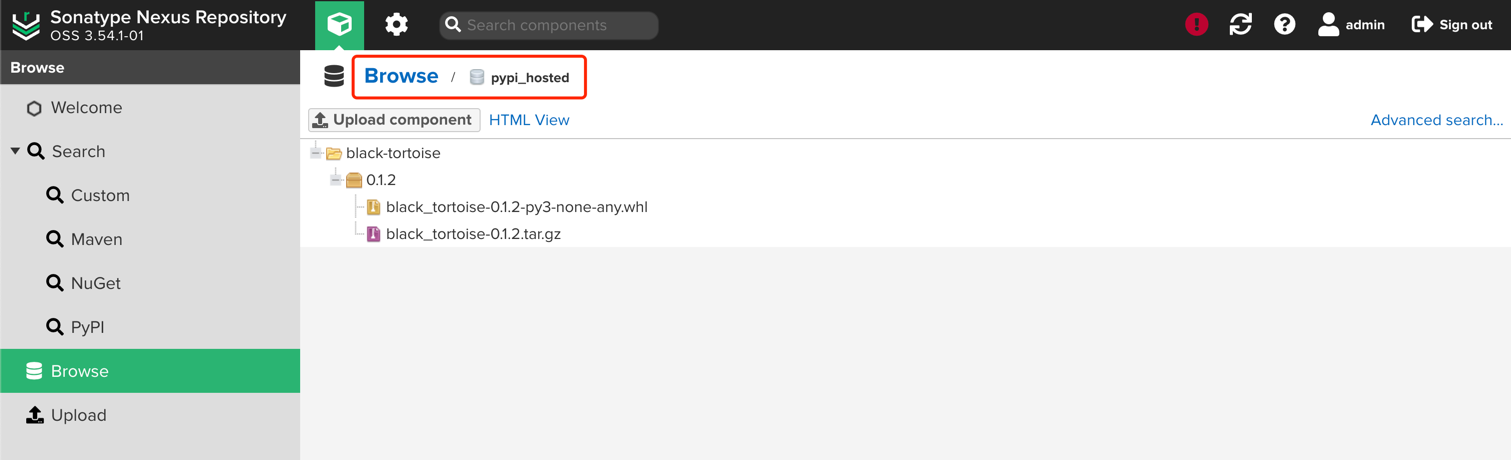 Sonatype Nexus Repository
OSS 3.54.1-01
Search components
admin
Sign out
Browse
Welcome
Search
Custom
Maven
NuGet
PyPI
Browse
Upload
Browse / pypi_hosted
Upload component
HTML View
Advanced search...
black-tortoise
0.1.2
black_tortoise-0.1.2-py3-none-any.whl
black_tortoise-0.1.2.tar.gz